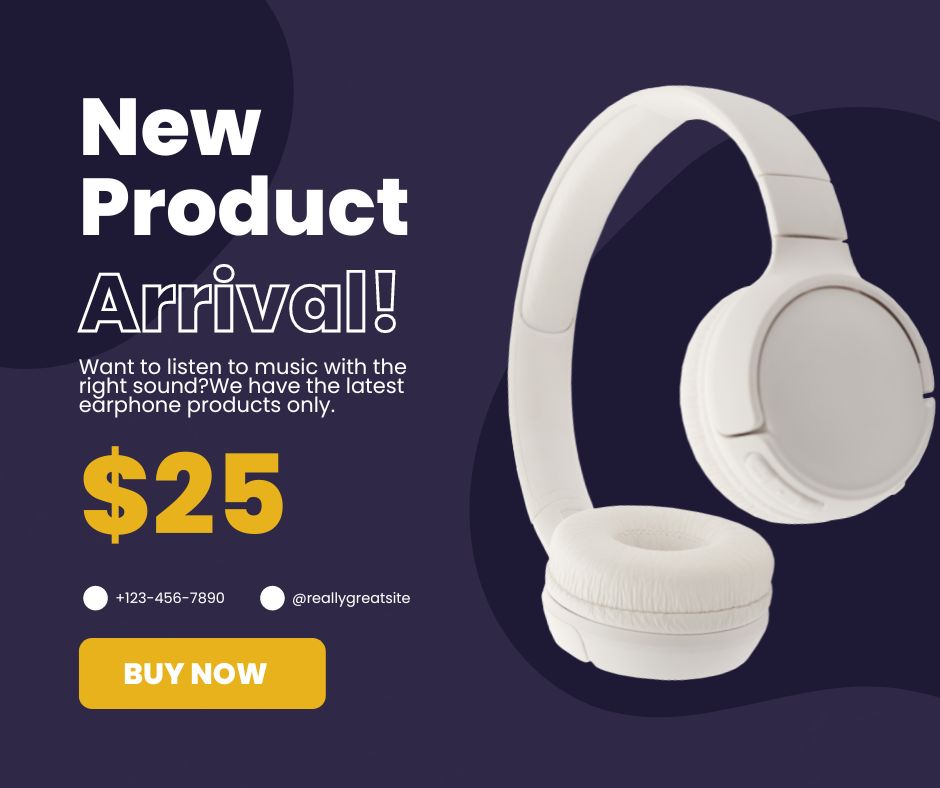 New
Product
Arrival!
Want to listen to music with the
right sound?We have the latest
earphone products only.
$25
+123-456-7890 @reallygreatsite
BUY NOW